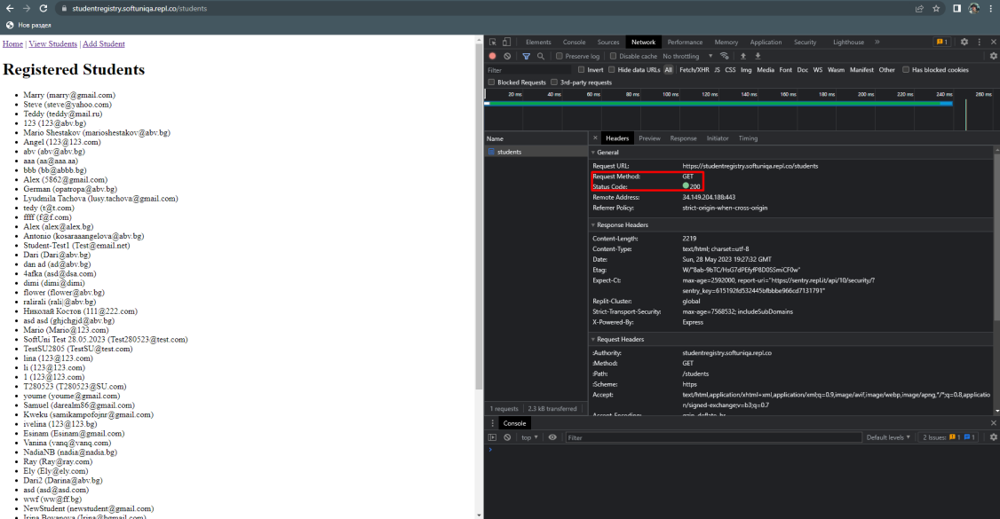 studentregistry.softuniqa.repl.co/students
Нов раздел
Home | View Students | Add Student
Registered Students
Marry (marry@gmail.com)
Steve (steve@yahoo.com)
Teddy (teddy@mail.ru)
123 (123@abv.bg)
Mario Shestakov (marioshestakov@abv.bg)
Angel (123@123.com)
abv (abv@abv.bg)
aaa (aa@aaa.aa)
bbb (bb@abbb.bg)
Alex (5862@gmail.com)
German (opatropa@abv.bg)
Lyudmila Tachova (lusy.tachova@gmail.com)
tedy (t@t.com)
ffff (f@f.com)
Alex (alex@alex.bg)
Antonio (kosaraaangelova@abv.bg)
Student-Test1 (Test@email.net)
Dari (Dari@abv.bg)
dan ad (ad@abv.bg)
4afka (asd@dsa.com)
dimi (dimi@dimi)
flower (flower@abv.bg)
ralirali (rali@abv.bg)
Николай Костов (111@222.com)
asd asd (ghjchgjd@abv.bg)
Mario (Mario@123.com)
SoftUni Test 28.05.2023 (Test280523@test.com)
TestSU2805 (TestSU@test.com)
lina (123@123.com)
li (123@123.com)
1 (123@123.com)
T280523 (T280523@SU.com)
youme (youme@gmail.com)
Samuel (darealm86@gmail.com)
Kweku (samikampofojnr@gmail.com)
ivelina (123@123.bg)
Esinam (Esinam@gmail.com)
Vanina (vanq@vanq.com)
NadiaNB (nadia@nadia.bg)
Ray (Ray@ray.com)
Ely (Ely@ely.com)
Dari2 (Darina@abv.bg)
asd (asd@asd.com)
wwf (ww@ff.bg)
NewStudent (newstudent@gmail.com)
Irina Boyanova (Irina@bgmail.com)
Elements Console Sources Network Performance Memory Application Security Lighthouse » 1
Preserve log Disable cache No throttling
Filter Invert Hide data URLs All Fetch/XHR JS CSS Img Media Font Doc WS Wasm Manifest Other Has blocked cookies
Blocked Requests 3rd-party requests
20 ms 40 ms 60 ms 80 ms 100 ms 120 ms 140 ms 160 ms 180 ms 200 ms 220 ms 240 ms 260 ms
Name
students
1 requests 2.3 kB transferred
Headers Preview Response Initiator Timing
General
Request URL: https://studentregistry.softuniqa.repl.co/students
Request Method: GET
Status Code: 200
Remote Address: 34.149.204.188:443
Referrer Policy: strict-origin-when-cross-origin
Response Headers
Content-Length: 2219
Content-Type: text/html; charset=utf-8
Date: Sun, 28 May 2023 19:27:32 GMT
Etag: W/"8ab-9bTC/HsG7dPEfyfP8D0SSmiCF0w"
Expect-Ct: max-age=2592000, report-uri="https://sentry.repl.it/api/10/security/?
sentry_key=615192fd532445bfbbbe966cd7131791"
Replit-Cluster: global
Strict-Transport-Security: max-age=7568532; includeSubDomains
X-Powered-By: Express
Request Headers
:Authority: studentregistry.softuniqa.repl.co
:Method: GET
:Path: /students
:Scheme: https
Accept: text/html,application/xhtml+xml,application/xml;q=0.9,image/avif,image/webp,image/apng,*/*;q=0.8,applicatio
n/signed-exchange;v=b3;q=0.7
Accept-Encoding: gzip, deflate, br
Console
top Filter Default levels 2 Issues: 1 1